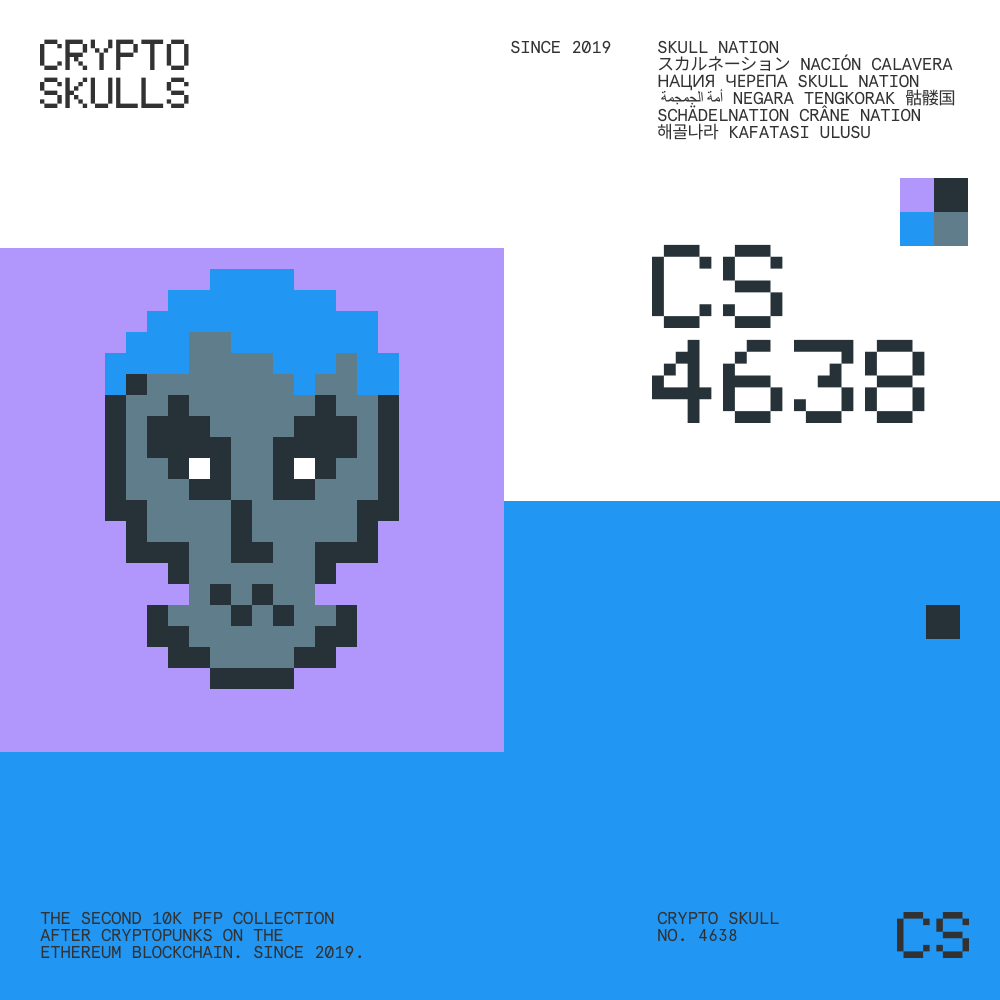 CRYPTO
SKULLS
SINCE 2019
SKULL NATION
スカルネーション NACIÓN CALAVERA
НАЦИЯ ЧЕРЕПА SKULL NATION
أمة الجمجمة NEGARA TENGKORAK 骷髅国
SCHÄDELNATION CRÂNE NATION
해골나라 KAFATASI ULUSU
CS
4638
THE SECOND 10K PFP COLLECTION
AFTER CRYPTOPUNKS ON THE
ETHEREUM BLOCKCHAIN. SINCE 2019.
CRYPTO SKULL
NO. 4638
CS